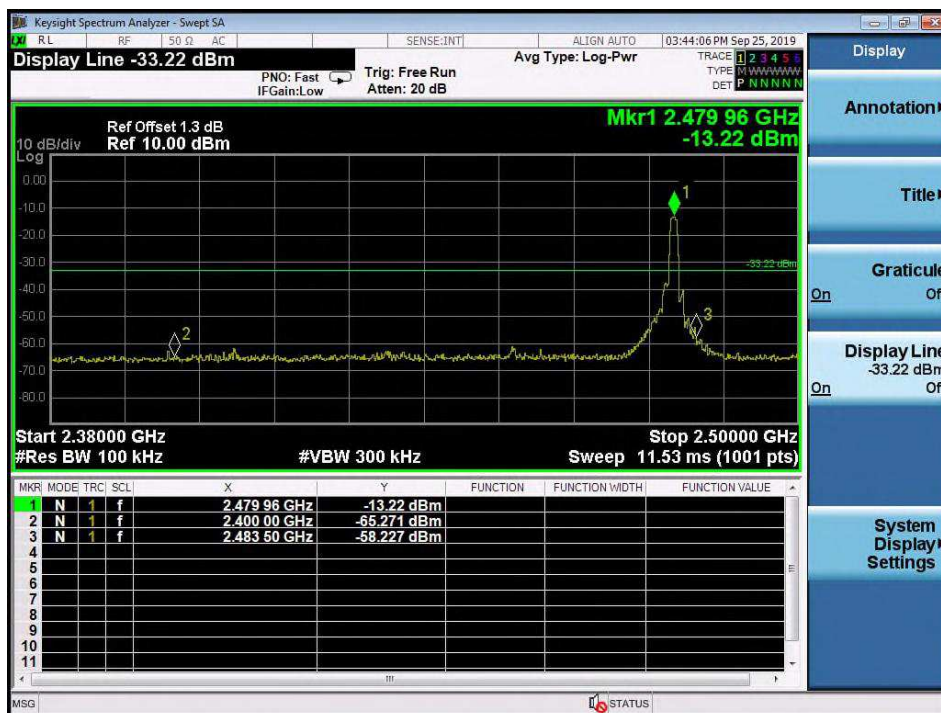 Keysight Spectrum Analyzer - Swept SA
LXI RL RF 50 Ω AC SENSE:INT ALIGN AUTO 03:44:06 PM Sep 25, 2019
Display Line -33.22 dBm
PNO: Fast
IFGain:Low
Trig: Free Run
Atten: 20 dB
Avg Type: Log-Pwr
TRACE 1 2 3 4 5 6
TYPE M W W W W W
DET P N N N N N
Mkr1 2.479 96 GHz
-13.22 dBm
Ref Offset 1.3 dB
10 dB/div Ref 10.00 dBm
Log
0.00
-10.0
-20.0
-30.0
-40.0
-50.0
-60.0
-70.0
-80.0
1
-33.22 dBm
2
3
Start 2.38000 GHz Stop 2.50000 GHz
#Res BW 100 kHz #VBW 300 kHz Sweep 11.53 ms (1001 pts)
MKR MODE TRC SCL X Y FUNCTION FUNCTION WIDTH FUNCTION VALUE
1 N 1 f 2.479 96 GHz -13.22 dBm
2 N 1 f 2.400 00 GHz -65.271 dBm
3 N 1 f 2.483 50 GHz -58.227 dBm
4
5
6
7
8
9
10
11
MSG STATUS
Display
Annotation
Title
Graticule
On Of
Display Line
-33.22 dBm
On Of
System
Display
Settings